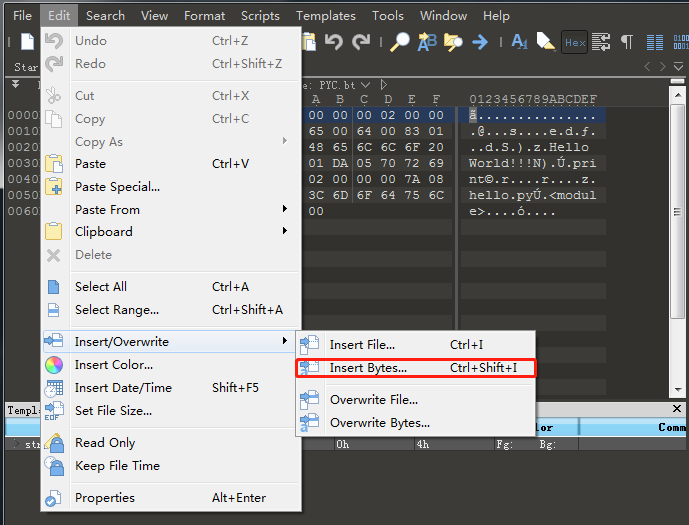 File Edit Search View Format Scripts Templates Tools Window Help
Hex
Undo Ctrl+Z
Redo Ctrl+Shift+Z
Cut Ctrl+X
Copy Ctrl+C
Copy As
Paste Ctrl+V
Paste Special...
Paste From
Clipboard
Delete
Select All Ctrl+A
Select Range... Ctrl+Shift+A
Insert/Overwrite
Insert Color...
Insert Date/Time Shift+F5
Set File Size...
Read Only
Keep File Time
Properties Alt+Enter
Insert File... Ctrl+I
Insert Bytes... Ctrl+Shift+I
Overwrite File...
Overwrite Bytes...
Star
: PYC.bt
A B C D E F 0123456789ABCDEF
0000 00 00 00 02 00 00 ã...............
0010 65 00 64 00 83 01 .@...s....e.d.ƒ.
0020 48 65 6C 6C 6F 20 ..d.S.).z.Hello
0030 01 DA 05 70 72 69 World!!!N).Ú.pri
0040 02 00 00 00 7A 08 nt©.r....r....z.
0050 3C 6D 6F 64 75 6C hello.pyÚ.<modul
0060 00 e>....ó....
Templ
lor Comm
str 0h 4h Fg: Bg: